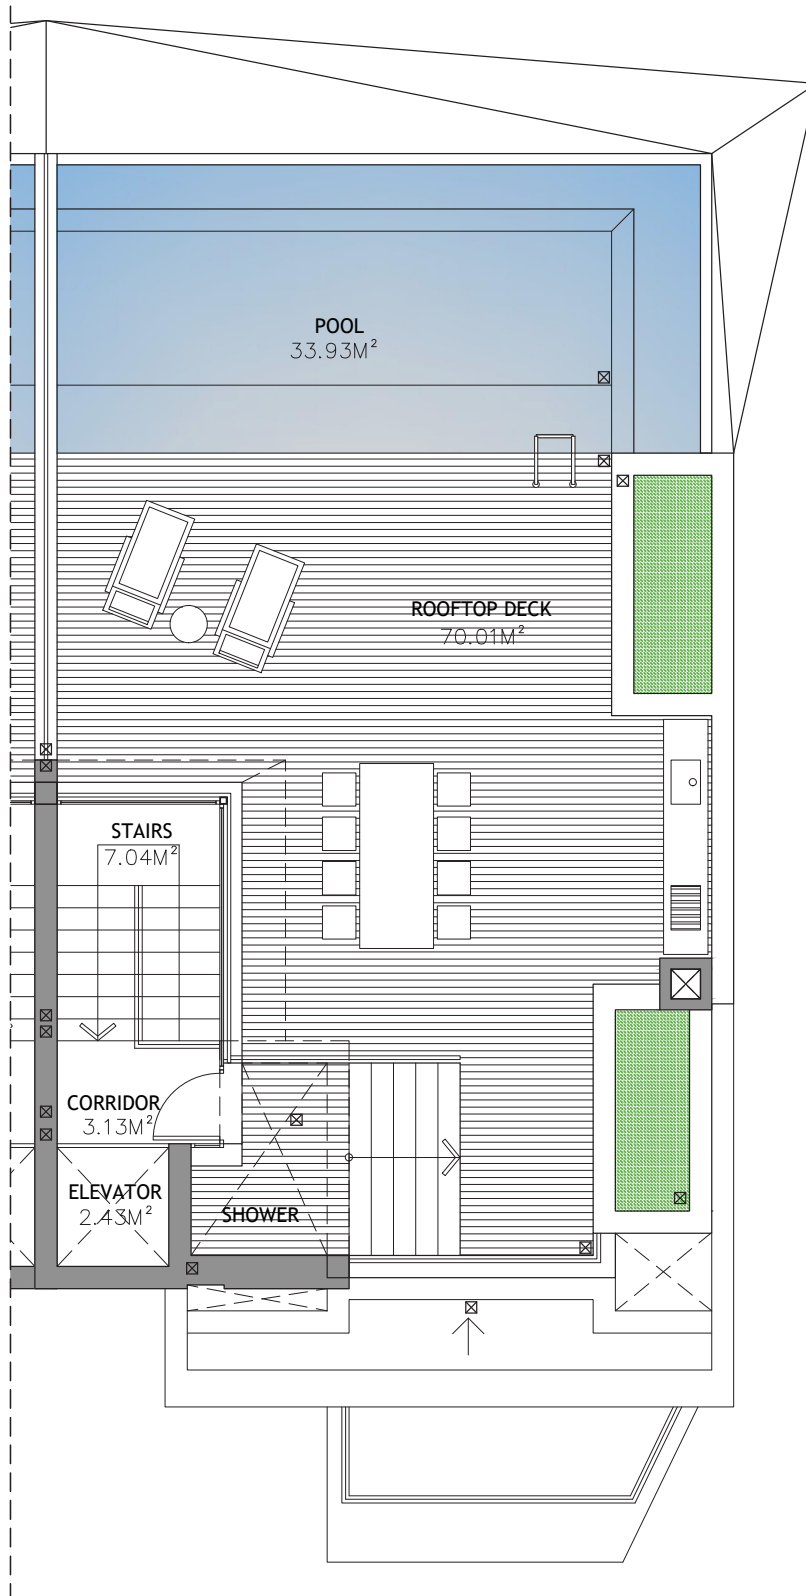 POOL
33.93M²
ROOFTOP DECK
70.01M²
STAIRS
7.04M²
CORRIDOR
3.13M²
ELEVATOR
2.43M²
SHOWER